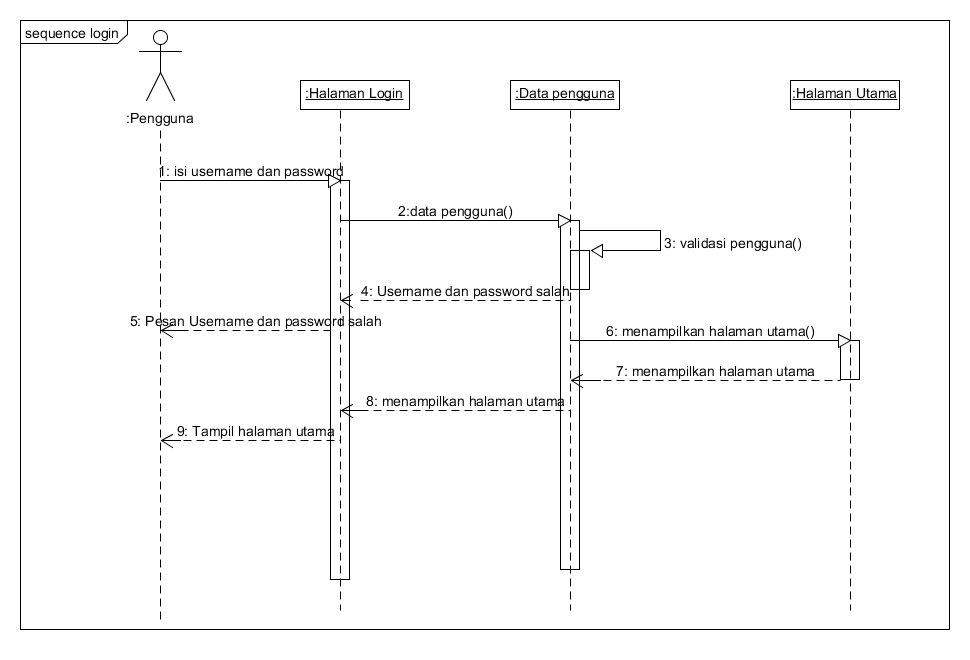 sequence login
:Halaman Login
:Data pengguna
:Halaman Utama
:Pengguna
1: isi username dan password
2:data pengguna()
3: validasi pengguna()
4: Username dan password salah
5: Pesan Username dan password salah
6: menampilkan halaman utama()
7: menampilkan halaman utama
8: menampilkan halaman utama
9: Tampil halaman utama